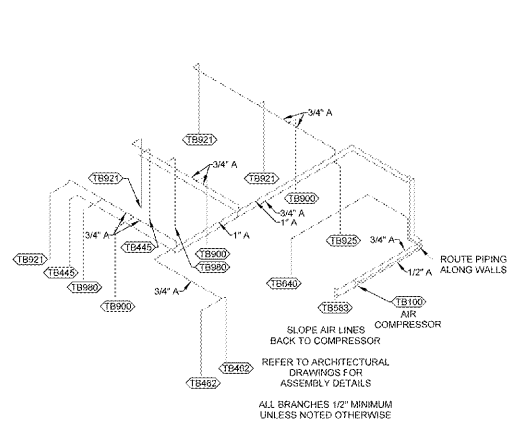 3/4" A
TB921
3/4" A
TB921
TB921
TB900
3/4" A
1" A
3/4" A
TB445
1" A
TB900
TB980
TB925
3/4" A
ROUTE PIPING
ALONG WALLS
TB921
TB445
TB980
TB900
3/4" A
TB640
1/2" A
TB583
TB100
AIR
COMPRESSOR
SLOPE AIR LINES
BACK TO COMPRESSOR
TB462
TB462
REFER TO ARCHITECTURAL
DRAWINGS FOR
ASSEMBLY DETAILS
ALL BRANCHES 1/2" MINIMUM
UNLESS NOTED OTHERWISE